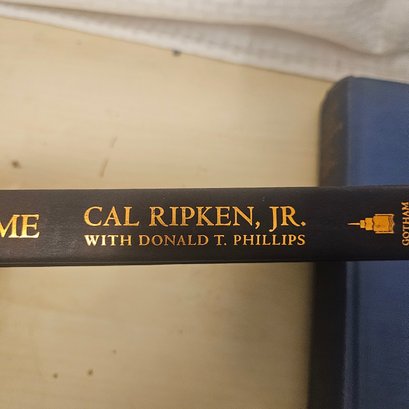 ME
CAL RIPKEN, JR.
WITH DONALD T. PHILLIPS
GOTHAM